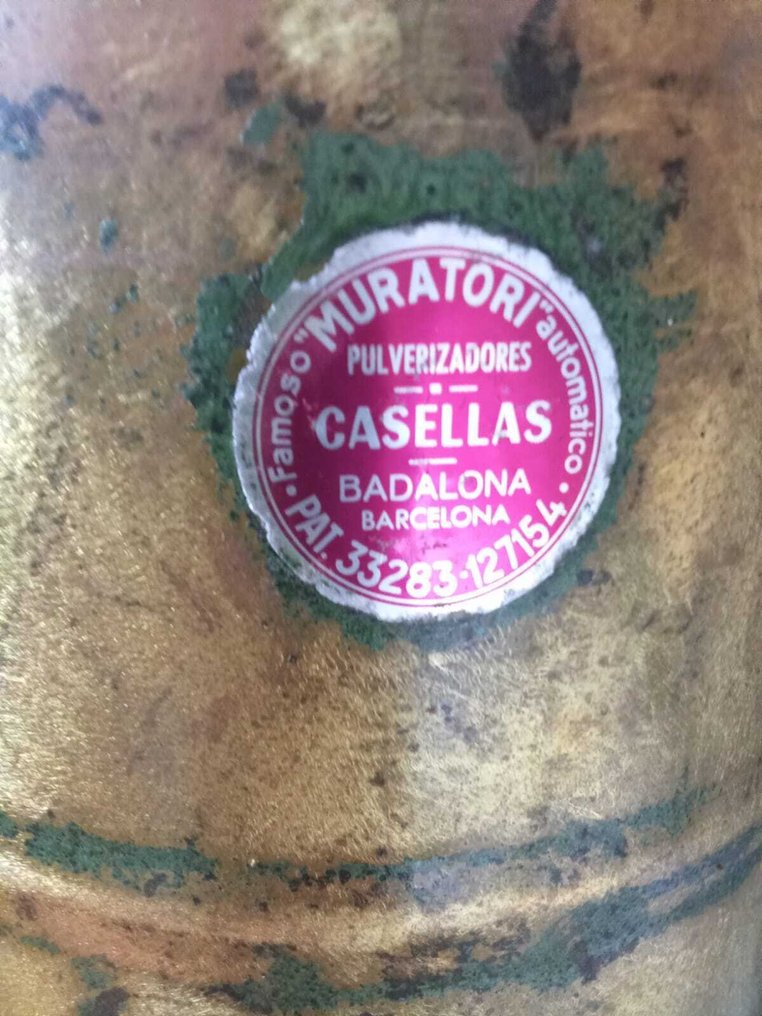 Famoso "MURATORI" automatico
PULVERIZADORES
CASELLAS
BADALONA
BARCELONA
PAT. 33283-127154